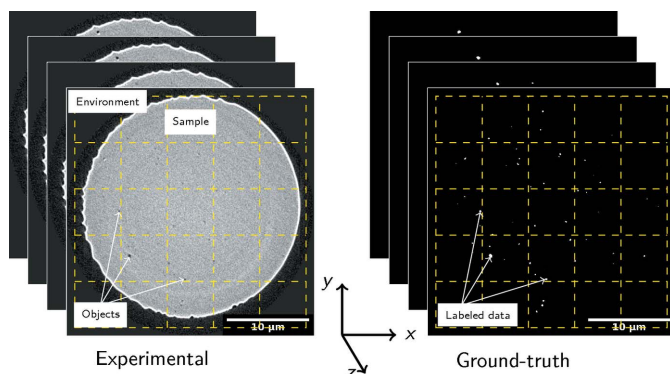 Environment
Sample
Objects
10 μm
Experimental
y
x
z
Labeled data
10 μm
Ground-truth